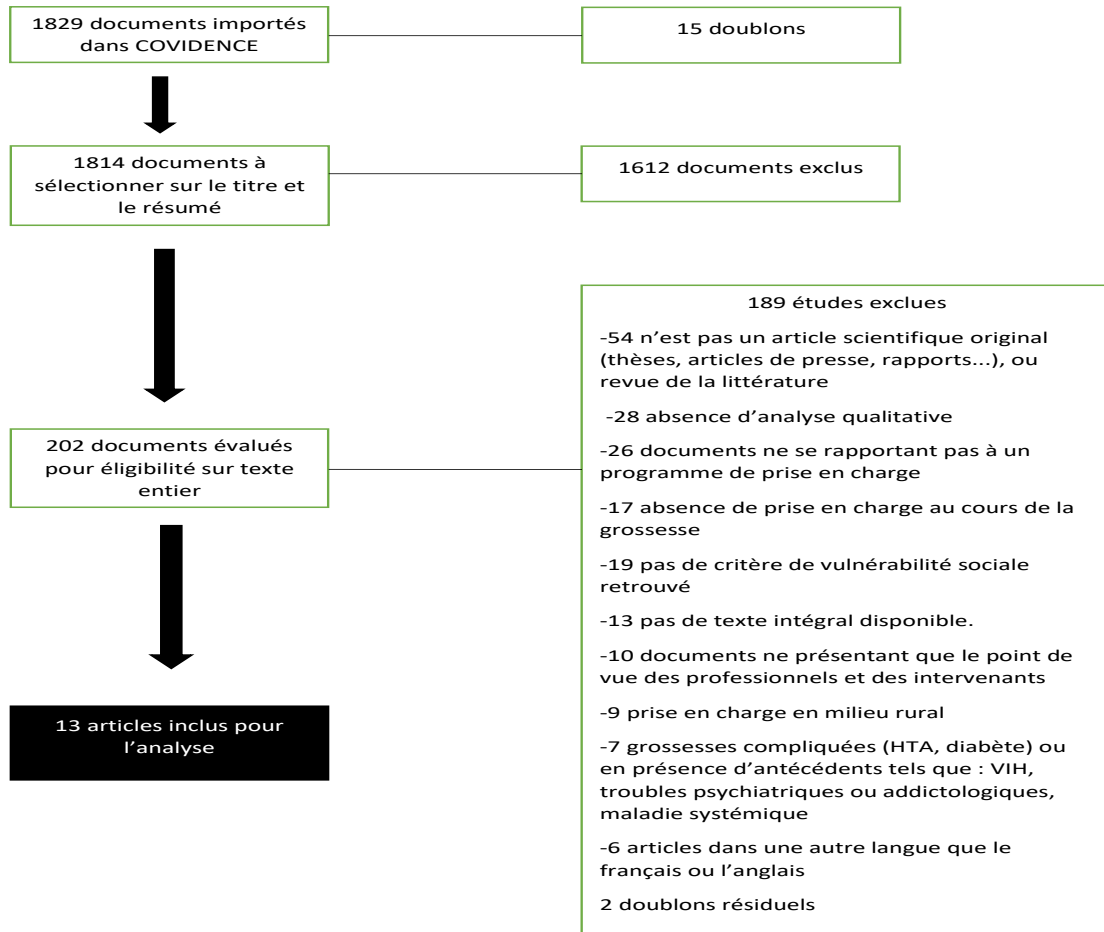 1829 documents importés
dans COVIDENCE
15 doublons
1814 documents à
sélectionner sur le titre et
le résumé
1612 documents exclus
202 documents évalués
pour éligibilité sur texte
entier
189 études exclues
-54 n’est pas un article scientifique original
(thèses, articles de presse, rapports...), ou
revue de la littérature
-28 absence d’analyse qualitative
-26 documents ne se rapportant pas à un
programme de prise en charge
-17 absence de prise en charge au cours de la
grossesse
-19 pas de critère de vulnérabilité sociale
retrouvé
-13 pas de texte intégral disponible.
-10 documents ne présentant que le point de
vue des professionnels et des intervenants
-9 prise en charge en milieu rural
-7 grossesses compliquées (HTA, diabète) ou
en présence d’antécédents tels que : VIH,
troubles psychiatriques ou addictologiques,
maladie systémique
-6 articles dans une autre langue que le
français ou l’anglais
2 doublons résiduels
13 articles inclus pour
l’analyse